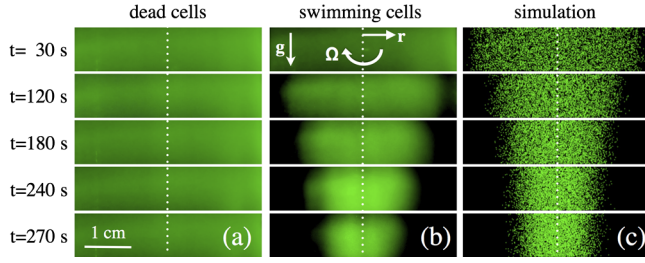 dead cells swimming cells simulation
t= 30 s
g r
Ω
t=120 s
t=180 s
t=240 s
t=270 s
1 cm (a) (b) (c)